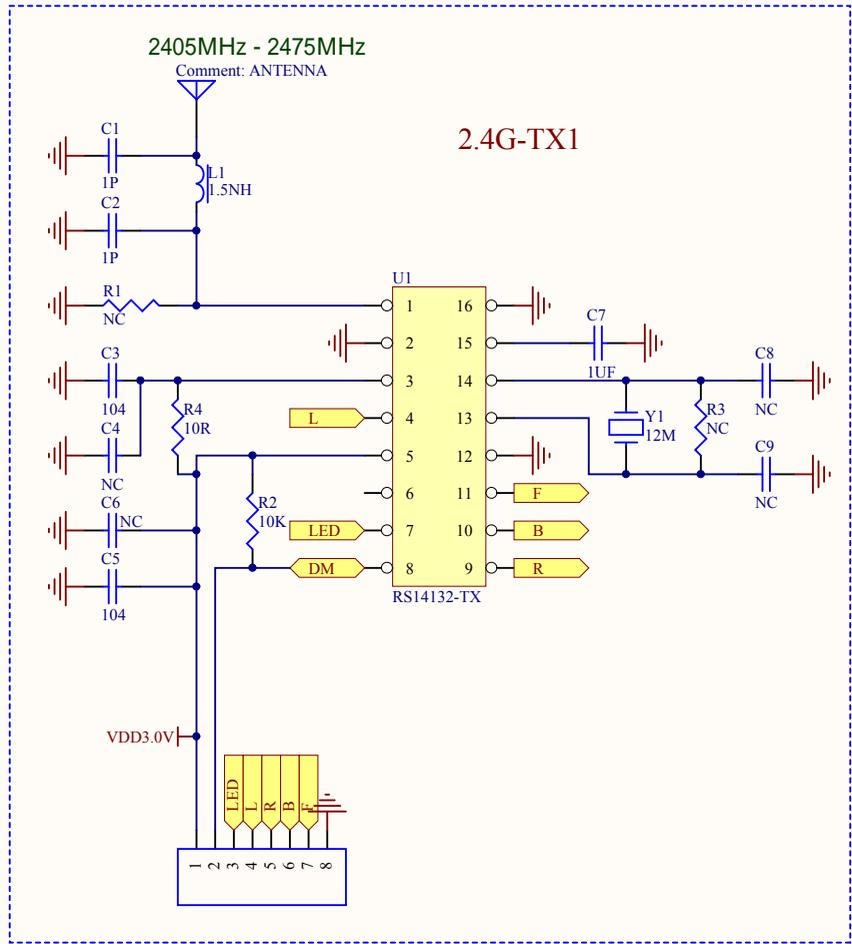 2405MHz - 2475MHz
Comment: ANTENNA
2.4G-TX1
C1
1P
L1
1.5NH
C2
1P
R1
NC
U1
1
2
3
4
5
6
7
8
16
15
14
13
12
11
10
9
RS14132-TX
C7
1UF
C8
NC
Y1
12M
R3
NC
C9
NC
C3
104
R4
10R
C4
NC
C6
NC
C5
104
R2
10K
L
LED
DM
F
B
R
VDD3.0V
LED
L
R
B
F
1
2
3
4
5
6
7
8